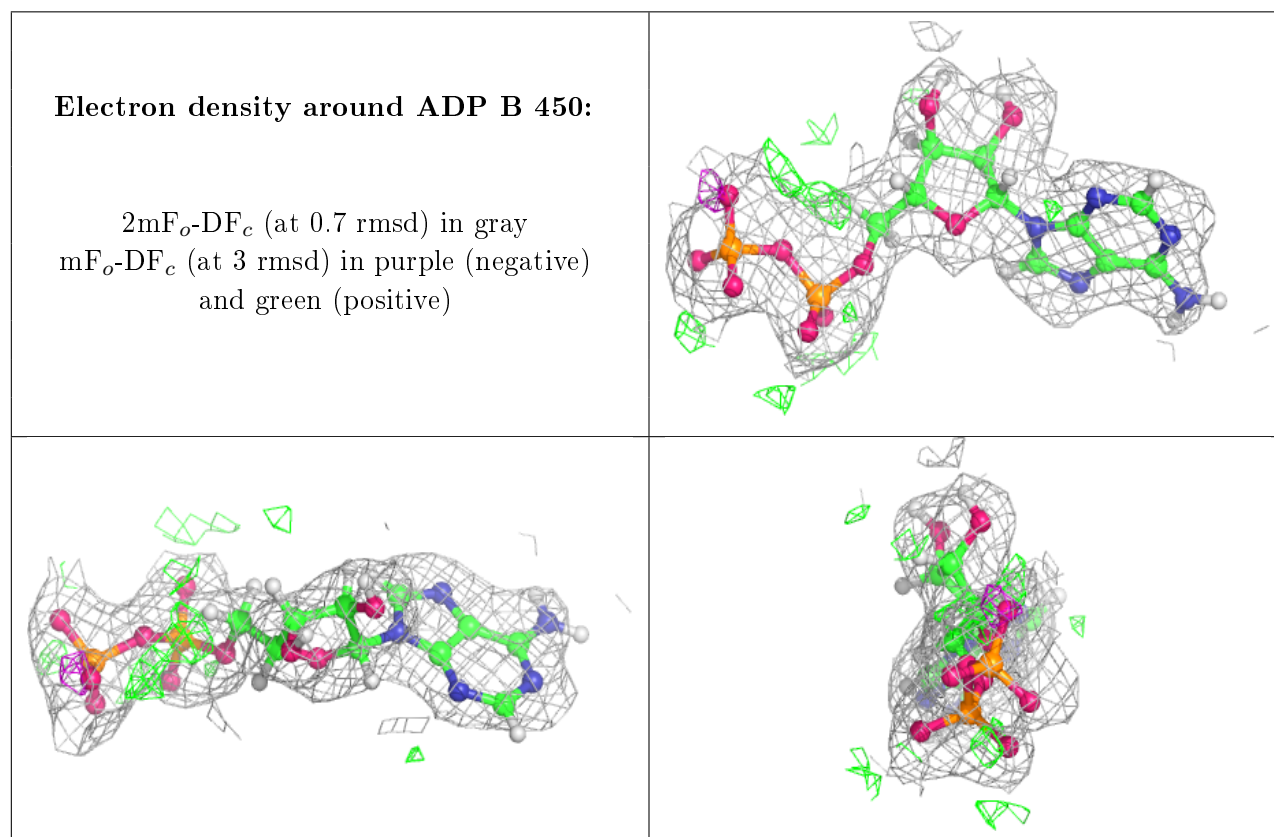 Electron density around ADP B 450:
2mFo-DFc (at 0.7 rmsd) in gray
mFo-DFc (at 3 rmsd) in purple (negative)
and green (positive)